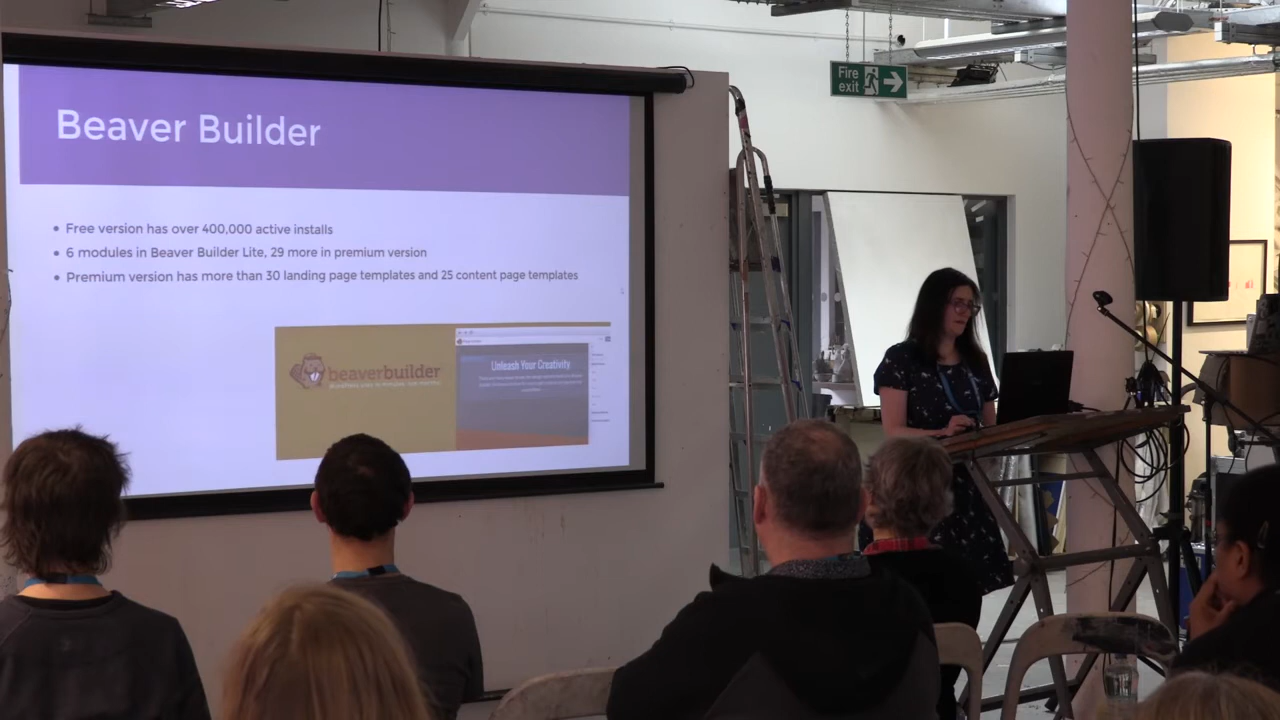 Beaver Builder
• Free version has over 400,000 active installs
• 6 modules in Beaver Builder Lite, 29 more in premium version
• Premium version has more than 30 landing page templates and 25 content page templates
beaverbuilder
Unleash Your Creativity
Fire
exit